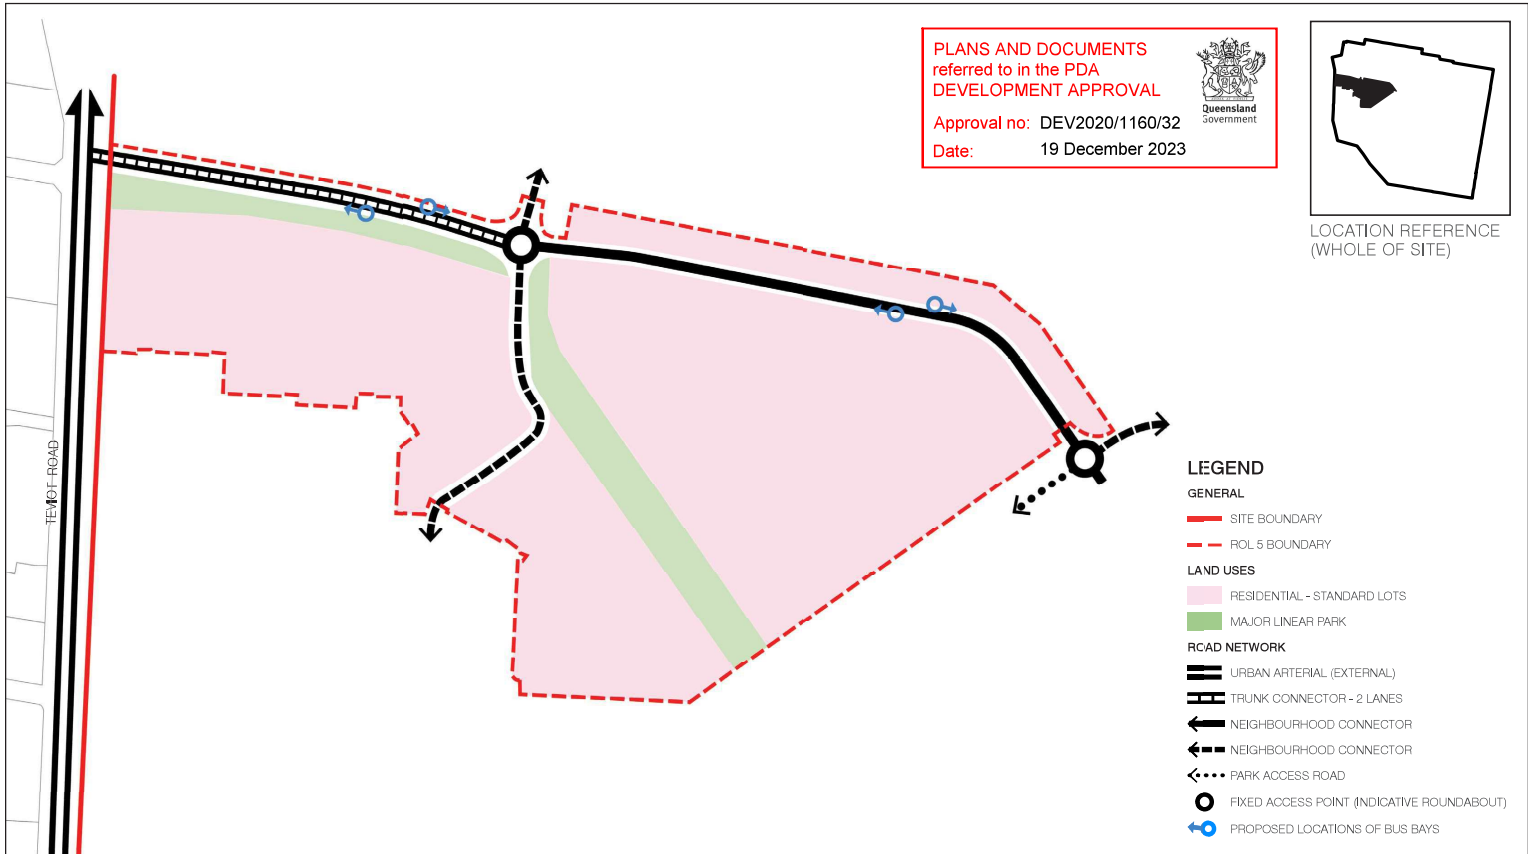 PLANS AND DOCUMENTS
referred to in the PDA
DEVELOPMENT APPROVAL
Approval no: DEV2020/1160/32
Date: 19 December 2023
Queensland
Government
LOCATION REFERENCE
(WHOLE OF SITE)
TEVIOT ROAD
LEGEND
GENERAL
SITE BOUNDARY
ROL 5 BOUNDARY
LAND USES
RESIDENTIAL - STANDARD LOTS
MAJOR LINEAR PARK
ROAD NETWORK
URBAN ARTERIAL (EXTERNAL)
TRUNK CONNECTOR - 2 LANES
NEIGHBOURHOOD CONNECTOR
NEIGHBOURHOOD CONNECTOR
PARK ACCESS ROAD
FIXED ACCESS POINT (INDICATIVE ROUNDABOUT)
PROPOSED LOCATIONS OF BUS BAYS